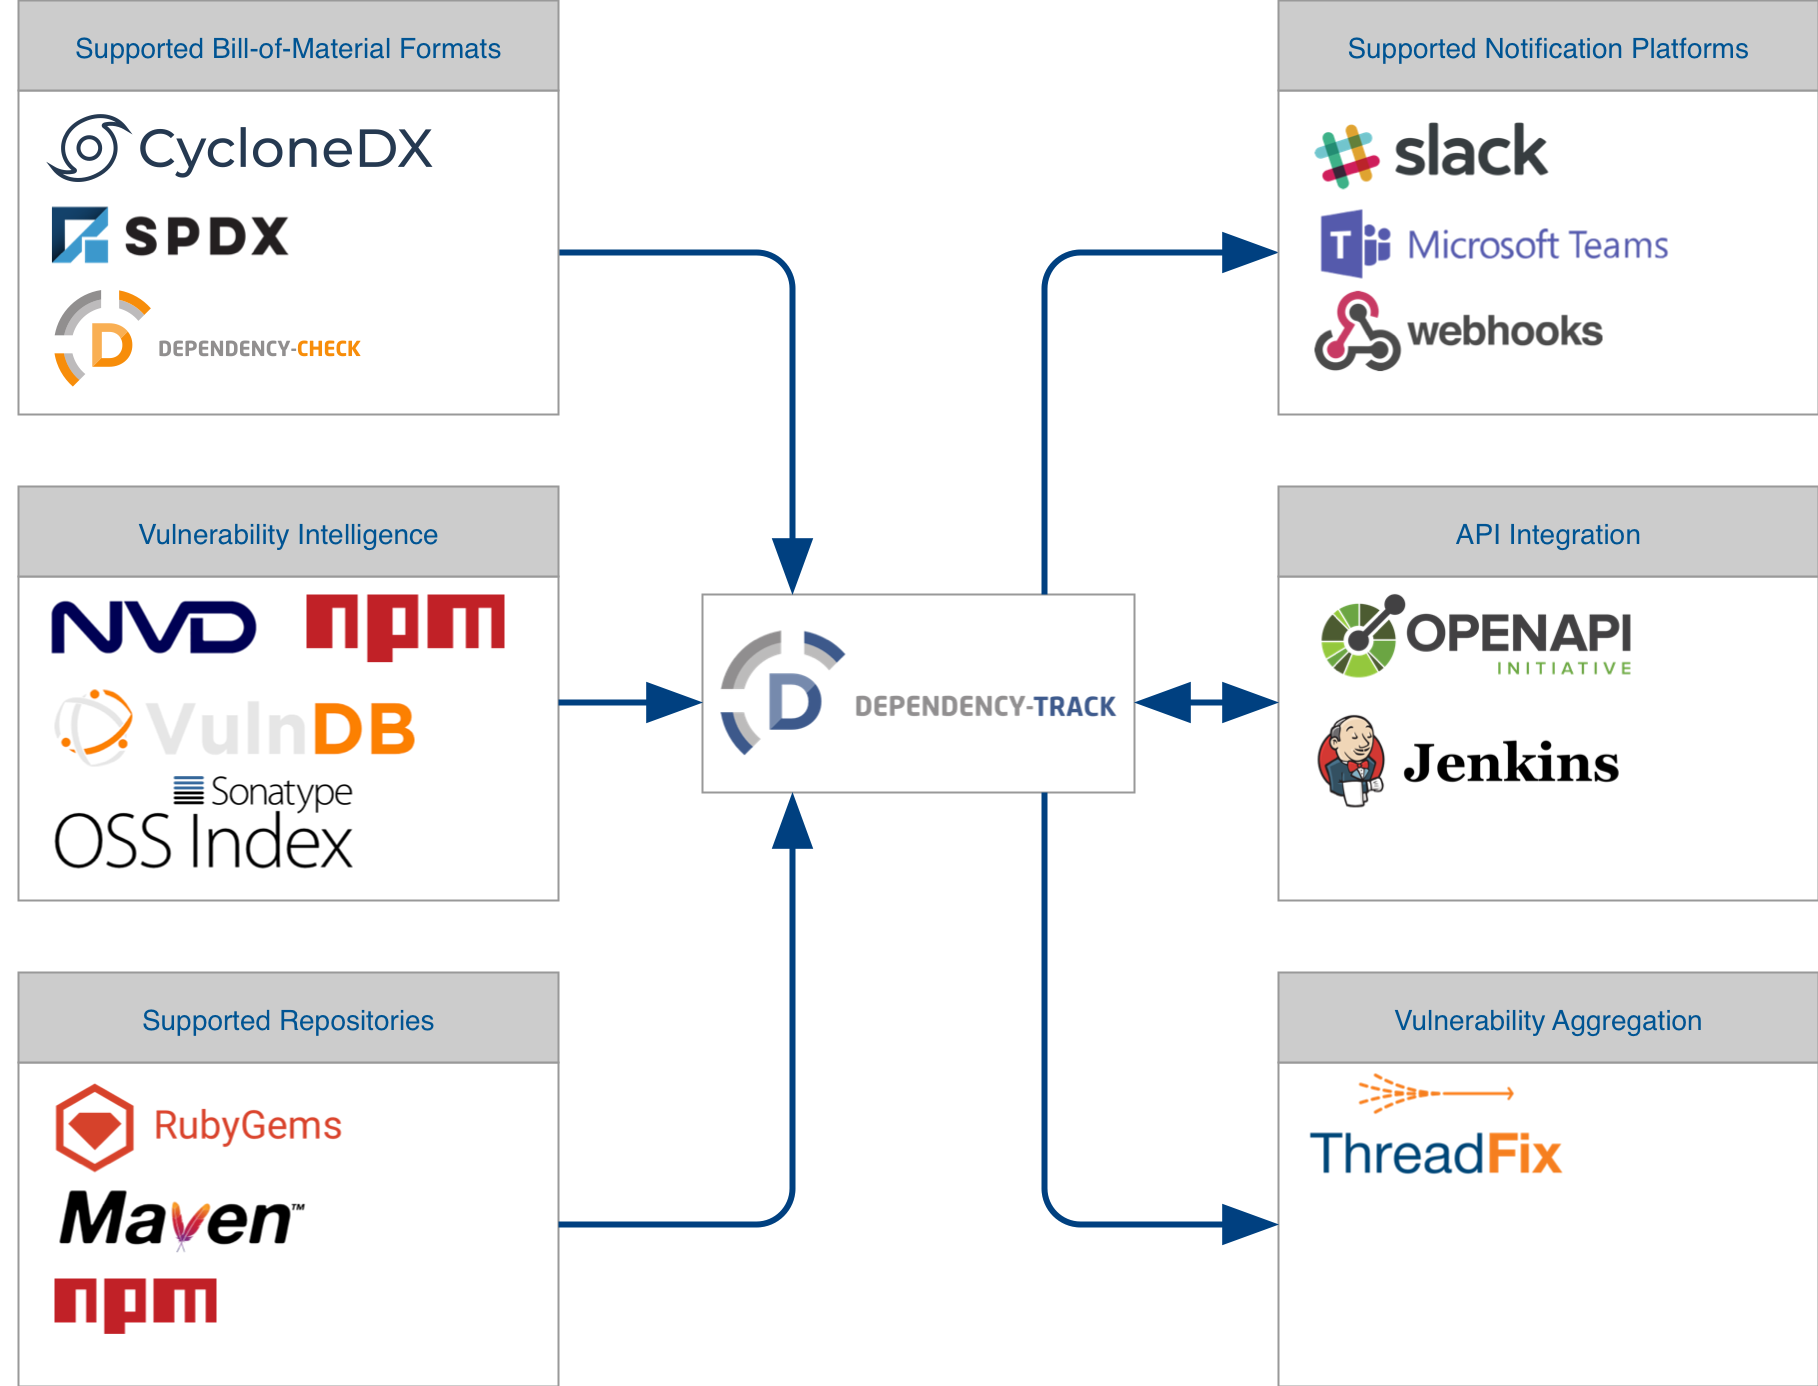 Supported Bill-of-Material Formats
CycloneDX
SPDX
DEPENDENCY-CHECK
Vulnerability Intelligence
NVD npm
VulnDB
Sonatype
OSS Index
Supported Repositories
RubyGems
Maven™
npm
DEPENDENCY-TRACK
Supported Notification Platforms
slack
Microsoft Teams
webhooks
API Integration
OPENAPI
INITIATIVE
Jenkins
Vulnerability Aggregation
ThreadFix